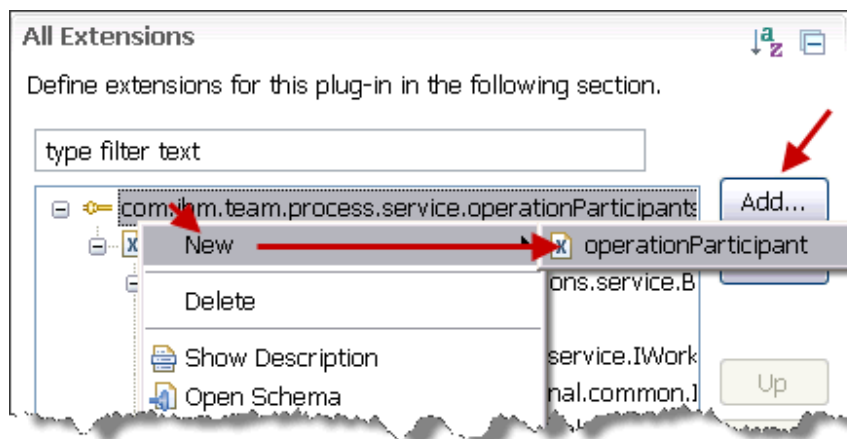 All Extensions
Define extensions for this plug-in in the following section.
type filter text
com.ibm.team.process.service.operationParticipants
Add...
New
operationParticipant
ons.service.B
Delete
Show Description
service.IWork
Up
Open Schema
nal.common.I